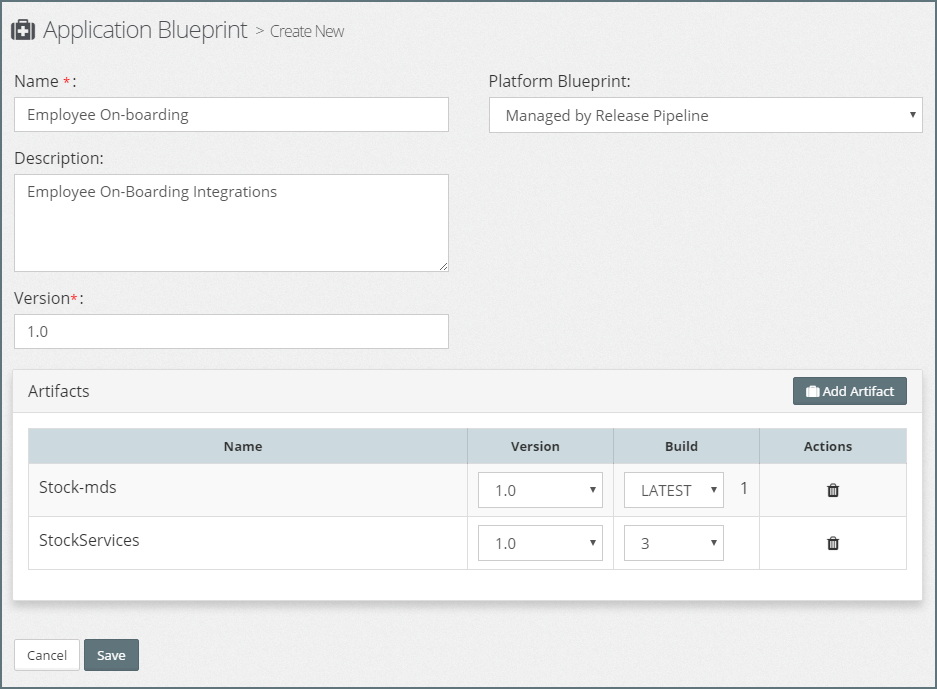 Application Blueprint > Create New
Name *:
Platform Blueprint:
Employee On-boarding
Managed by Release Pipeline
Description:
Employee On-Boarding Integrations
Version*:
1.0
Artifacts
Add Artifact
Name Version Build Actions
Stock-mds 1.0 LATEST 1
StockServices 1.0 3
Cancel Save